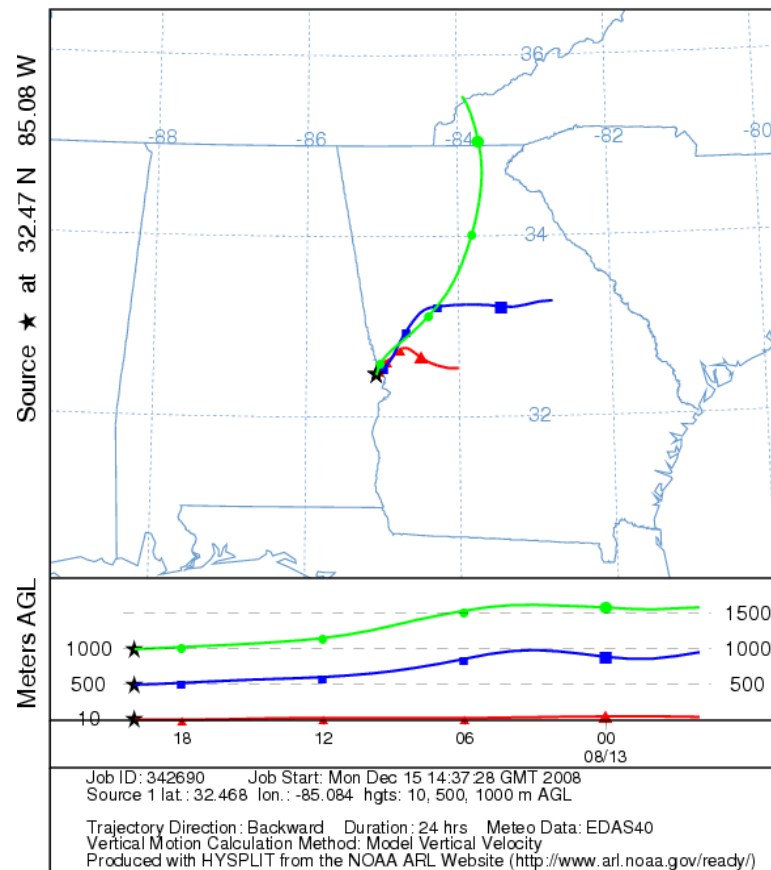 Source ★ at 32.47 N 85.08 W
36
-88
-86
-84
-82
-80
34
32
Meters AGL
1500
1000
1000
500
500
10
18
12
06
00
08/13
Job ID: 342690 Job Start: Mon Dec 15 14:37:28 GMT 2008
Source 1 lat.: 32.468 lon.: -85.084 hgts: 10, 500, 1000 m AGL
Trajectory Direction: Backward Duration: 24 hrs Meteo Data: EDAS40
Vertical Motion Calculation Method: Model Vertical Velocity
Produced with HYSPLIT from the NOAA ARL Website (http://www.arl.noaa.gov/ready/)